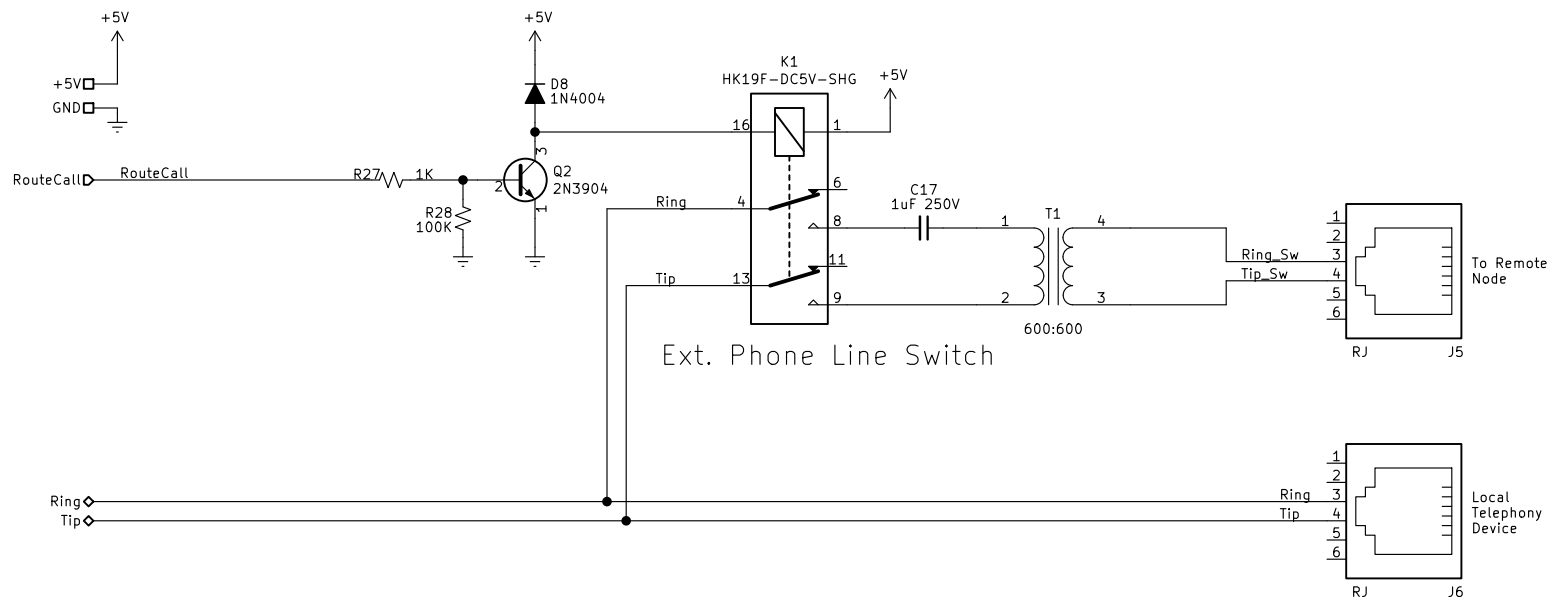 +5V
+5V
GND
RouteCall
RouteCall
R27
1K
R28
100K
+5V
D8
1N4004
3
2
1
Q2
2N3904
K1
HK19F-DC5V-SHG
+5V
16
1
6
Ring
4
8
11
Tip
13
9
C17
1uF 250V
1
T1
4
2
3
600:600
Ext. Phone Line Switch
Ring_Sw
Tip_Sw
1
2
3
4
5
6
To Remote
Node
RJ
J5
Ring
Tip
Ring
Tip
1
2
3
4
5
6
Local
Telephony
Device
RJ
J6